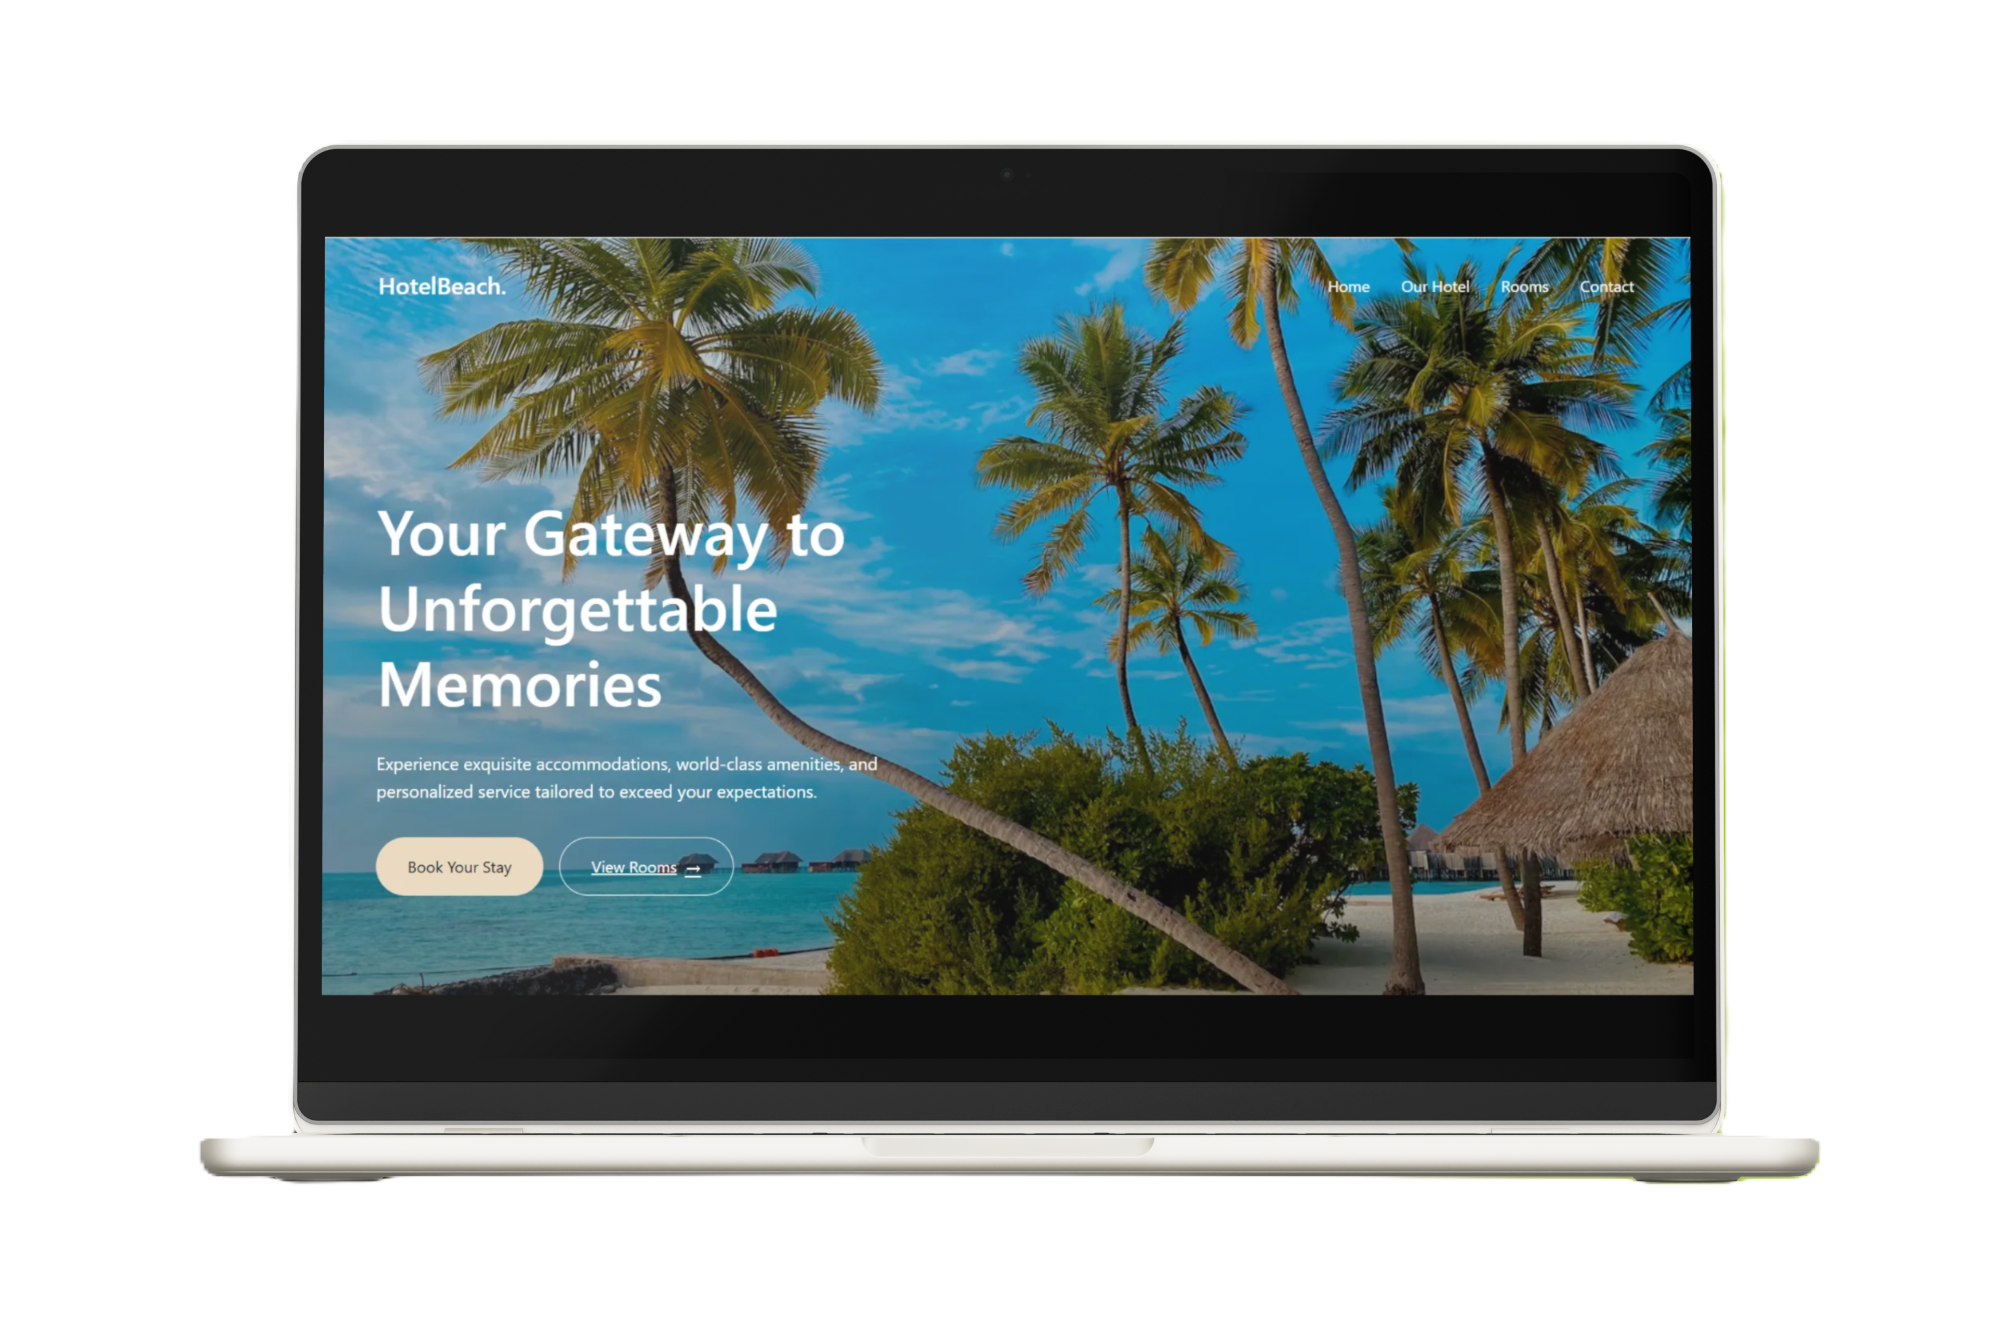 HotelBeach.
Home Our Hotel Rooms Contact
Your Gateway to
Unforgettable
Memories
Experience exquisite accommodations, world-class amenities, and
personalized service tailored to exceed your expectations.
Book Your Stay View Rooms →